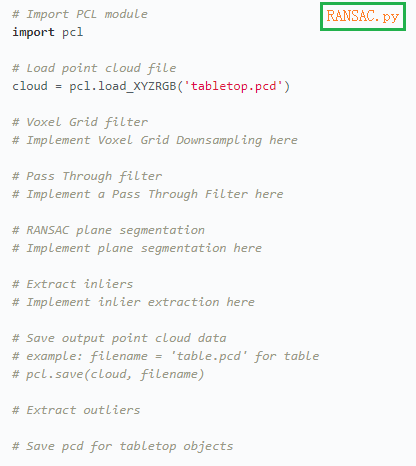 RANSAC.py
# Import PCL module
import pcl
# Load point cloud file
cloud = pcl.load_XYZRGB('tabletop.pcd')
# Voxel Grid filter
# Implement Voxel Grid Downsampling here
# Pass Through filter
# Implement a Pass Through Filter here
# RANSAC plane segmentation
# Implement plane segmentation here
# Extract inliers
# Implement inlier extraction here
# Save output point cloud data
# example: filename = 'table.pcd' for table
# pcl.save(cloud, filename)
# Extract outliers
# Save pcd for tabletop objects